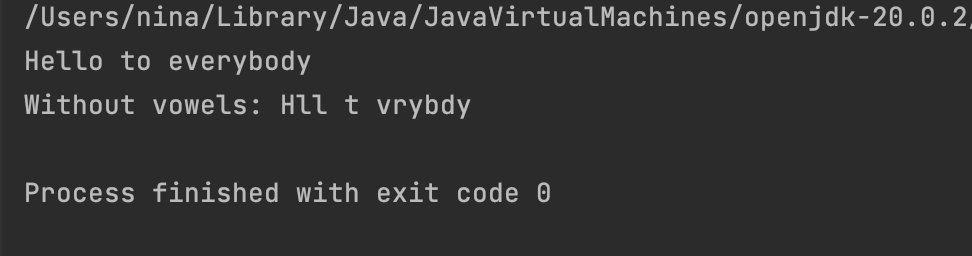 /Users/nina/Library/Java/JavaVirtualMachines/openjdk-20.0.2/
Hello to everybody
Without vowels: Hll t vrybdy
Process finished with exit code 0